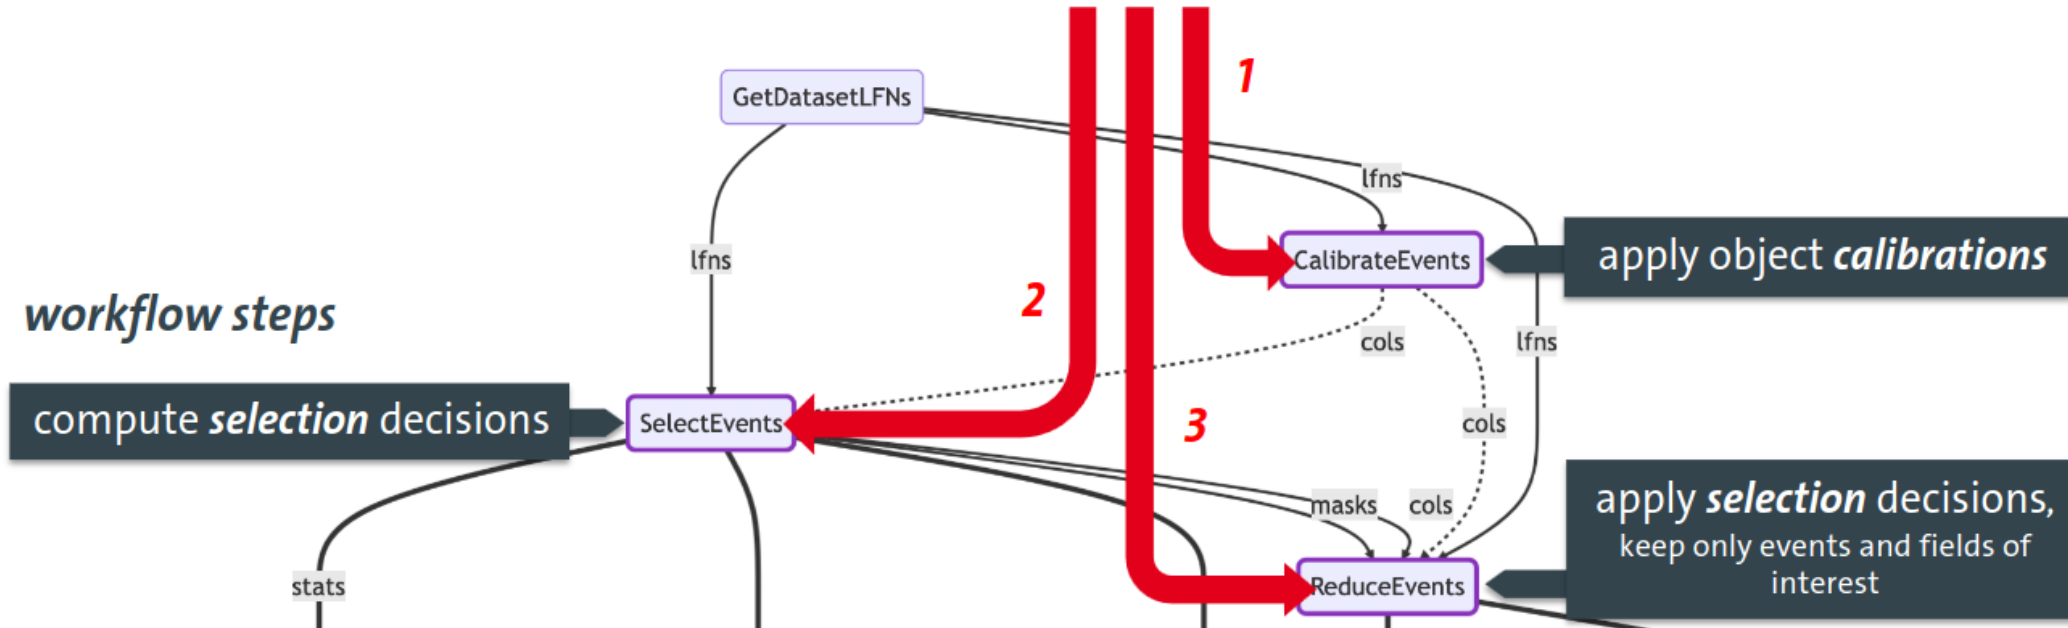 1
GetDatasetLFNs
lfns
apply object calibrations
CalibrateEvents
lfns
2
workflow steps
cols
lfns
compute selection decisions
SelectEvents
3
cols
masks
cols
apply selection decisions,
keep only events and fields of
interest
stats
ReduceEvents